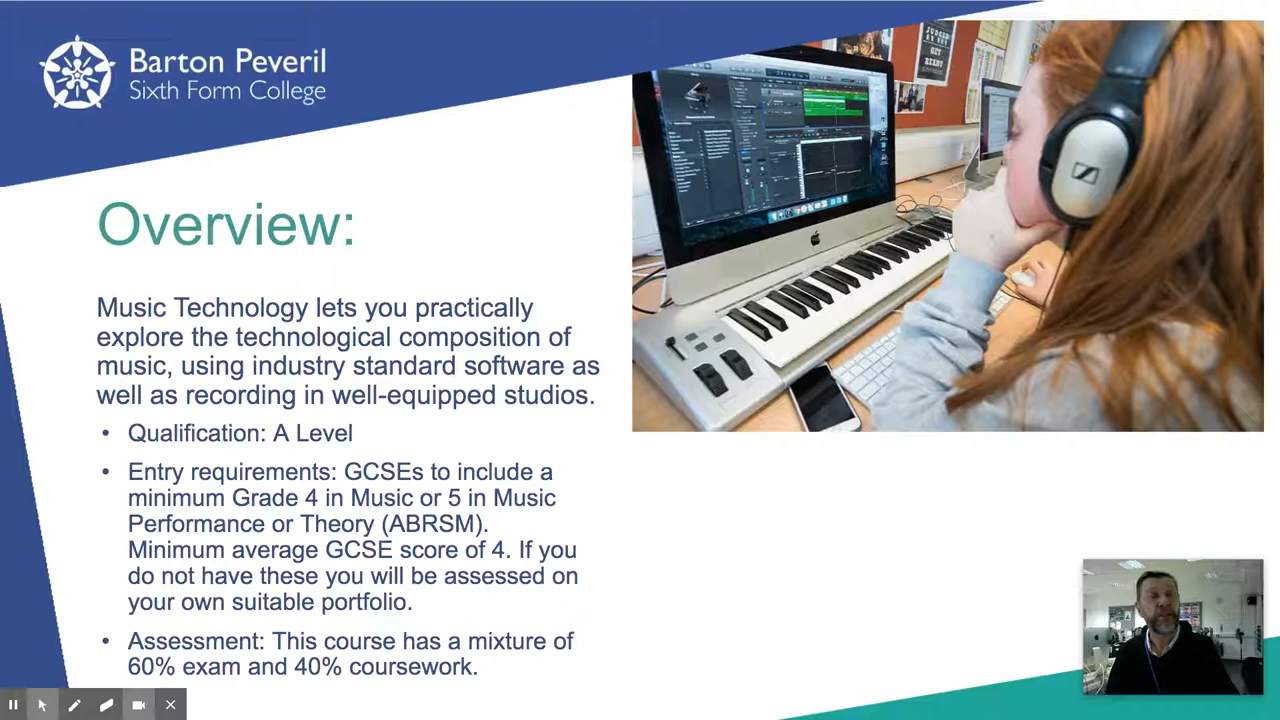 Barton Peveril
Sixth Form College
JUDGED
GET
READY
Overview:
Music Technology lets you practically
explore the technological composition of
music, using industry standard software as
well as recording in well-equipped studios.
• Qualification: A Level
• Entry requirements: GCSEs to include a
minimum Grade 4 in Music or 5 in Music
Performance or Theory (ABRSM).
Minimum average GCSE score of 4. If you
do not have these you will be assessed on
your own suitable portfolio.
• Assessment: This course has a mixture of
60% exam and 40% coursework.